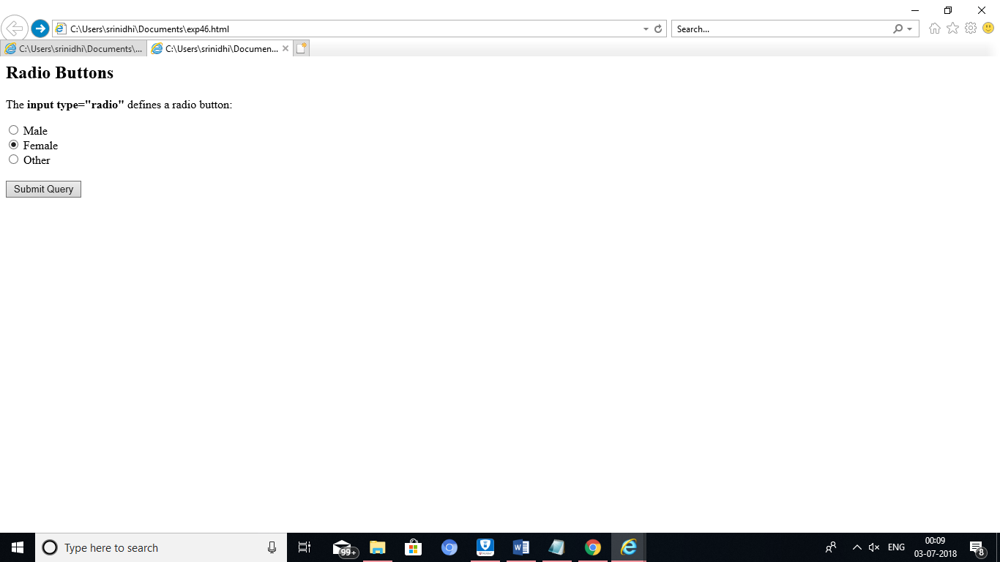 C:\Users\srinidhi\Documents\exp46.html
Search...
C:\Users\srinidhi\Documents\...
C:\Users\srinidhi\Documen...
Radio Buttons
The input type="radio" defines a radio button:
Male
Female
Other
Submit Query
Type here to search
99+
ENG
00:09
03-07-2018
8